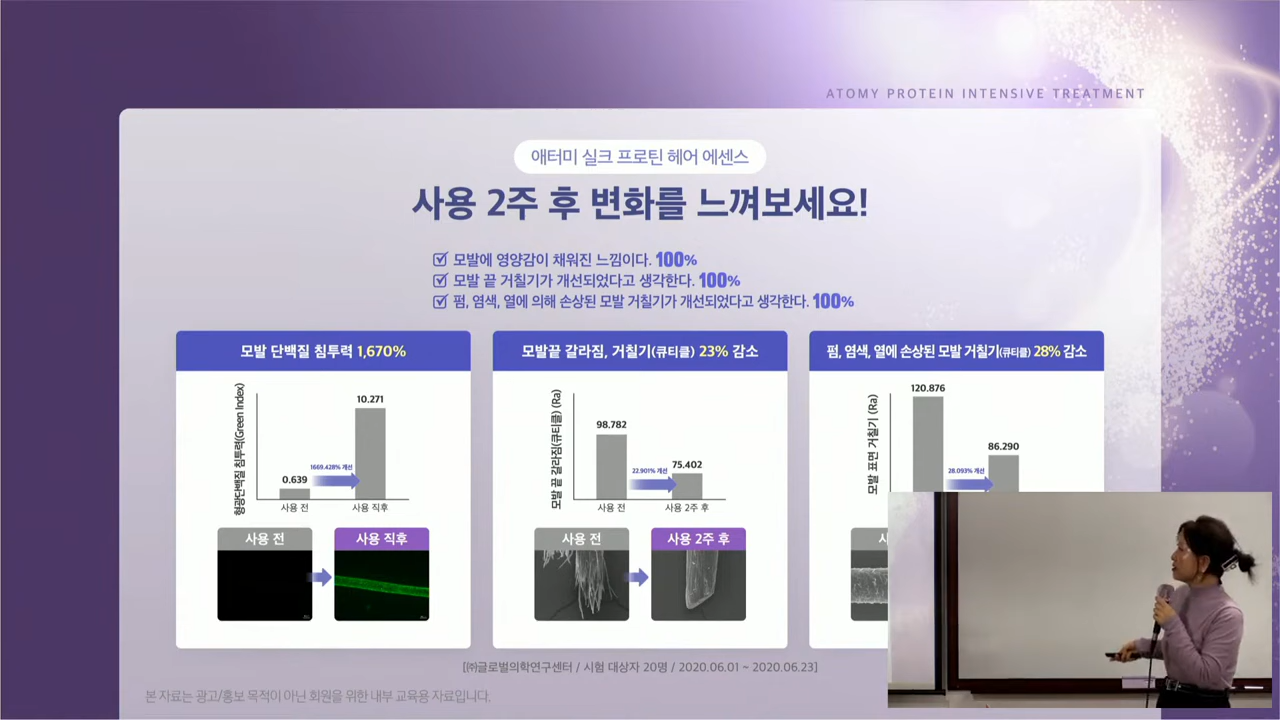 ATOMY PROTEIN INTENSIVE TREATMENT
애터미 실크 프로틴 헤어 에센스
사용 2주 후 변화를 느껴보세요!
모발에 영양감이 채워진 느낌이다. 100%
모발 끝 거칠기가 개선되었다고 생각한다. 100%
펌, 염색, 열에 의해 손상된 모발 거칠기가 개선되었다고 생각한다. 100%
모발 단백질 침투력 1,670%
형광단백질 침투력(Green Index)
10.271
1669.428% 개선
0.639
사용 전
사용 직후
사용 전
사용 직후
모발끝 갈라짐, 거칠기(큐티클) 23% 감소
모발 끝 갈라짐(큐티클) (Ra)
98.782
22.901% 개선
75.402
사용 전
사용 2주 후
사용 전
사용 2주 후
펌, 염색, 열에 손상된 모발 거칠기(큐티클) 28% 감소
모발 표면 거칠기 (Ra)
120.876
86.290
28.093% 개선
[㈜글로벌의학연구센터 / 시험 대상자 20명 / 2020.06.01 ~ 2020.06.23]
본 자료는 광고/홍보 목적이 아닌 회원을 위한 내부 교육용 자료입니다.